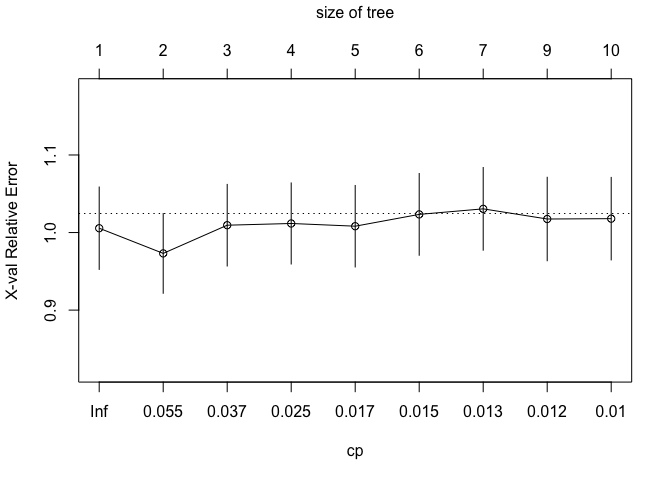 size of tree
1 2 3 4 5 6 7 9 10
X-val Relative Error
1.1
1.0
0.9
Inf 0.055 0.037 0.025 0.017 0.015 0.013 0.012 0.01
cp